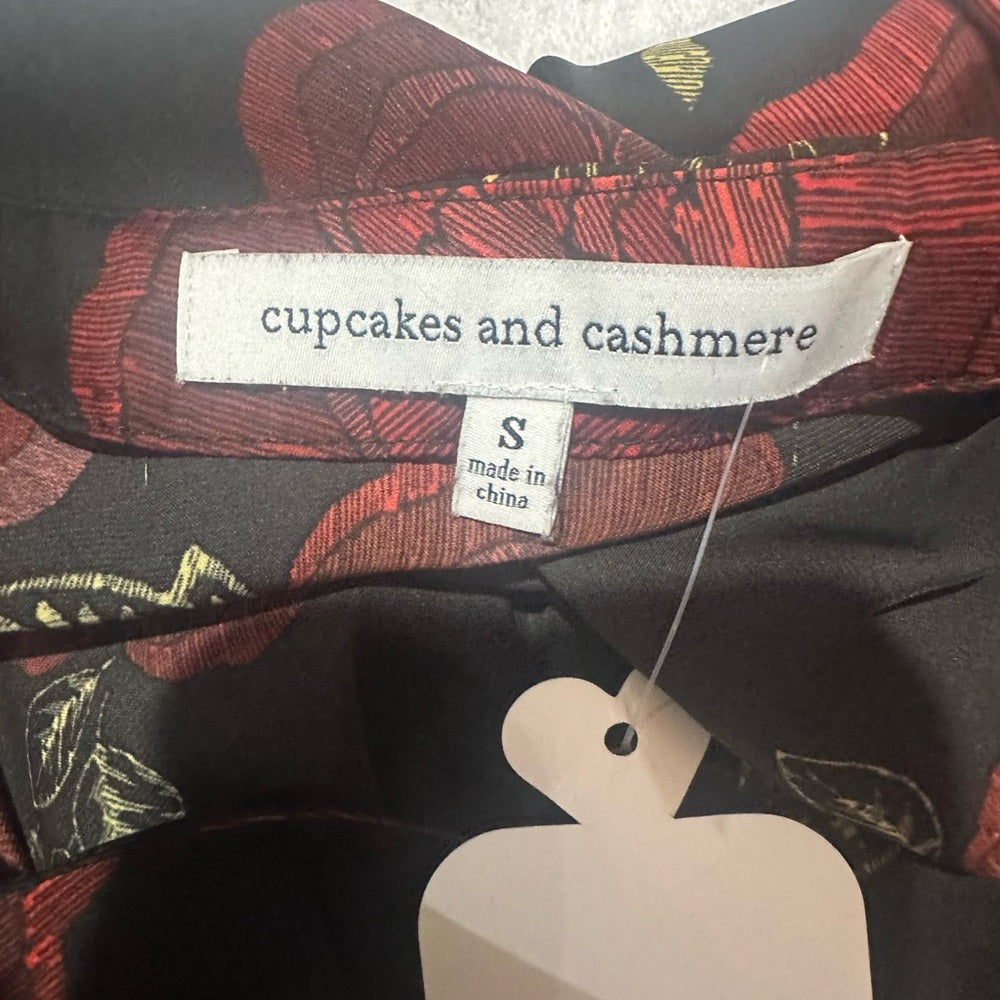 cupcakes and cashmere
S
made in
china